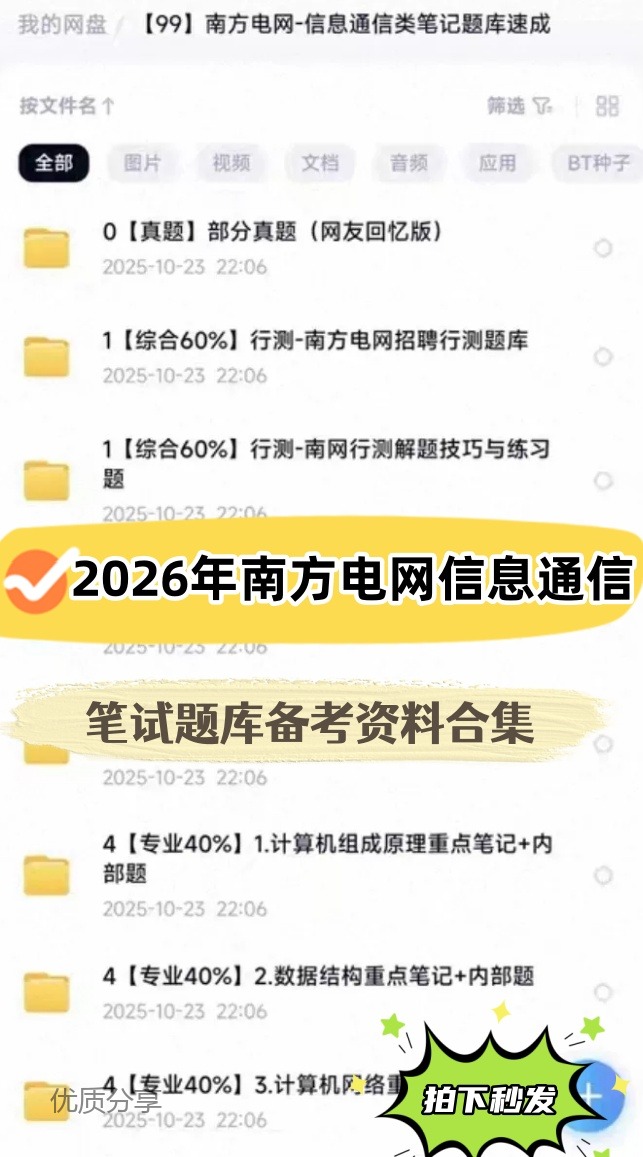 我的网盘 / 【99】南方电网-信息通信类笔记题库速成
按文件名↑ 筛选
全部 图片 视频 文档 音频 应用 BT种子
0【真题】部分真题（网友回忆版）
2025-10-23 22:06
1【综合60%】行测-南方电网招聘行测题库
2025-10-23 22:06
1【综合60%】行测-南网行测解题技巧与练习
题
2025-10-23 22:06
2026年南方电网信息通信
2025-10-23 22:06
笔试题库备考资料合集
2025-10-23 22:06
4【专业40%】1.计算机组成原理重点笔记+内
部题
2025-10-23 22:06
4【专业40%】2.数据结构重点笔记+内部题
2025-10-23 22:06
4【专业40%】3.计算机网络重
优质分享
拍下秒发
2025-10-23 22:06